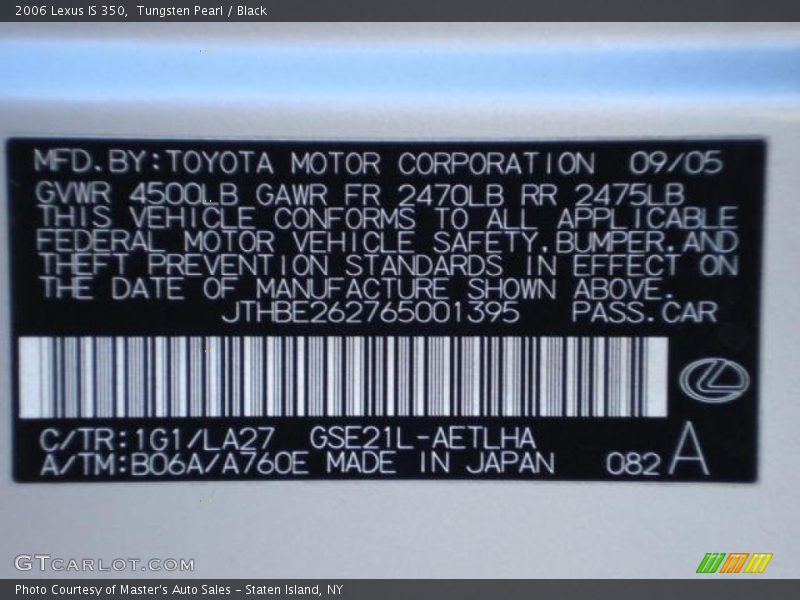 2006 Lexus IS 350,  Tungsten Pearl / Black
MFD. BY: TOYOTA MOTOR CORPORATION 09/05
GVWR 4500LB GAWR FR 2470LB RR 2475LB
THIS VEHICLE CONFORMS TO ALL APPLICABLE
FEDERAL MOTOR VEHICLE SAFETY, BUMPER, AND
THEFT PREVENTION STANDARDS IN EFFECT ON
THE DATE OF MANUFACTURE SHOWN ABOVE.
JTHBE262765001395 PASS. CAR
C/TR: 1G1/LA27 GSE21L-AETLHA
A/TM: B06A/A760E MADE IN JAPAN 082 A
GTCARLOT.COM
Photo Courtesy of Master's Auto Sales - Staten Island, NY